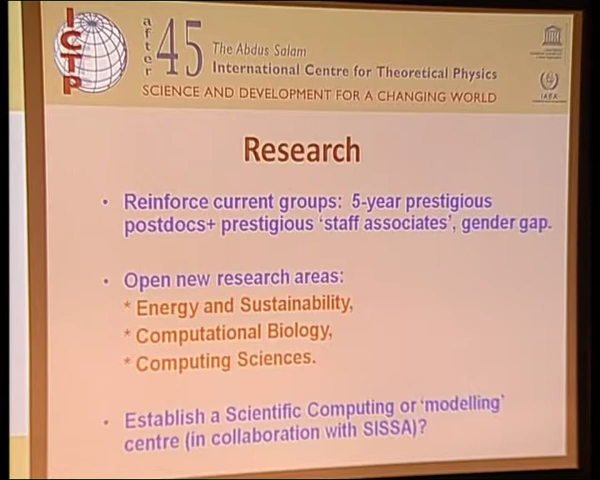 ICTP
after 45
The Abdus Salam
International Centre for Theoretical Physics
SCIENCE AND DEVELOPMENT FOR A CHANGING WORLD
IAEA
Research
• Reinforce current groups: 5-year prestigious
postdocs+ prestigious 'staff associates', gender gap.
• Open new research areas:
* Energy and Sustainability,
* Computational Biology,
* Computing Sciences.
• Establish a Scientific Computing or 'modelling'
centre (in collaboration with SISSA)?